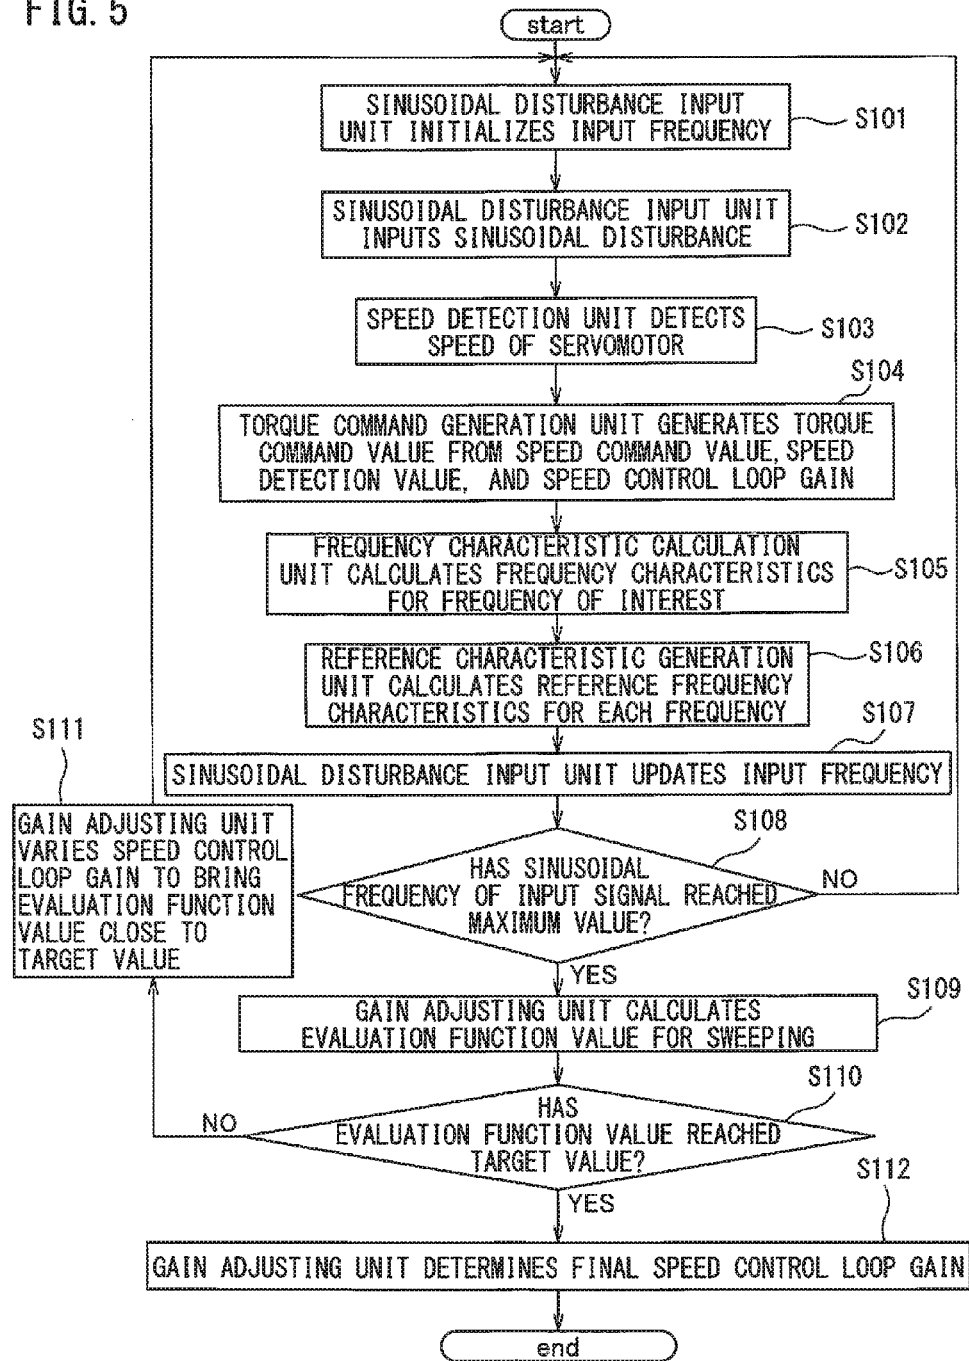 FIG. 5
start
SINUSOIDAL DISTURBANCE INPUT
UNIT INITIALIZES INPUT FREQUENCY
S101
SINUSOIDAL DISTURBANCE INPUT UNIT
INPUTS SINUSOIDAL DISTURBANCE
S102
SPEED DETECTION UNIT DETECTS
SPEED OF SERVOMOTOR
S103
S104
TORQUE COMMAND GENERATION UNIT GENERATES TORQUE
COMMAND VALUE FROM SPEED COMMAND VALUE, SPEED
DETECTION VALUE, AND SPEED CONTROL LOOP GAIN
FREQUENCY CHARACTERISTIC CALCULATION
UNIT CALCULATES FREQUENCY CHARACTERISTICS
FOR FREQUENCY OF INTEREST
S105
REFERENCE CHARACTERISTIC GENERATION
UNIT CALCULATES REFERENCE FREQUENCY
CHARACTERISTICS FOR EACH FREQUENCY
S106
S107
SINUSOIDAL DISTURBANCE INPUT UNIT UPDATES INPUT FREQUENCY
S111
GAIN ADJUSTING UNIT
VARIES SPEED CONTROL
LOOP GAIN TO BRING
EVALUATION FUNCTION
VALUE CLOSE TO
TARGET VALUE
S108
HAS SINUSOIDAL
FREQUENCY OF INPUT SIGNAL REACHED
MAXIMUM VALUE?
NO
YES
S109
GAIN ADJUSTING UNIT CALCULATES
EVALUATION FUNCTION VALUE FOR SWEEPING
S110
HAS
EVALUATION FUNCTION VALUE REACHED
TARGET VALUE?
NO
YES
S112
GAIN ADJUSTING UNIT DETERMINES FINAL SPEED CONTROL LOOP GAIN
end